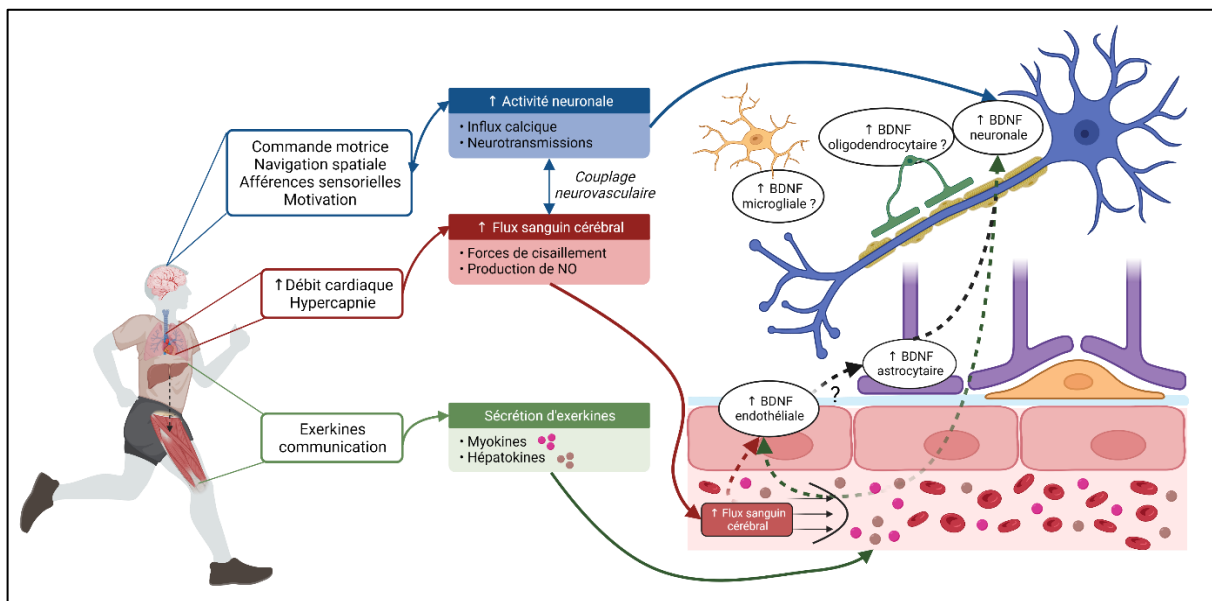 Commande motrice
Navigation spatiale
Afférences sensorielles
Motivation
↑Débit cardiaque
Hypercapnie
Exerkines
communication
↑ Activité neuronale
• Influx calcique
• Neurotransmissions
Couplage
neurovasculaire
↑ Flux sanguin cérébral
• Forces de cisaillement
• Production de NO
Sécrétion d'exerkines
• Myokines
• Hépatokines
↑ BDNF
microgliale ?
↑ BDNF
oligodendrocytaire ?
↑ BDNF
neuronale
↑ BDNF
astrocytaire
?
↑ BDNF
endothéliale
↑ Flux sanguin
cérébral